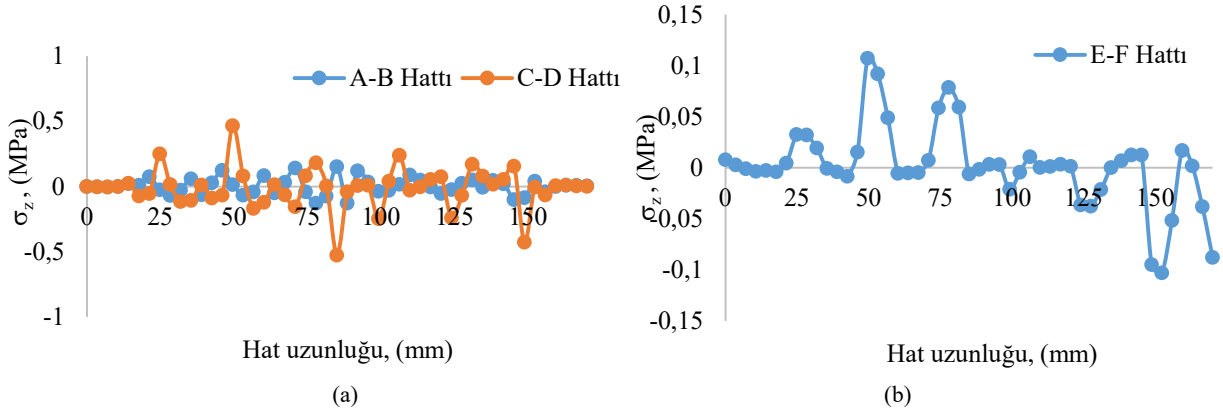 1
0,5
0
-0,5
-1
0
25
50
75
100
125
150
σz, (MPa)
A-B Hattı
C-D Hattı
Hat uzunluğu, (mm)
(a)
0,15
0,1
0,05
0
-0,05
-0,1
-0,15
0
25
50
75
100
125
150
σz, (MPa)
E-F Hattı
Hat uzunluğu, (mm)
(b)